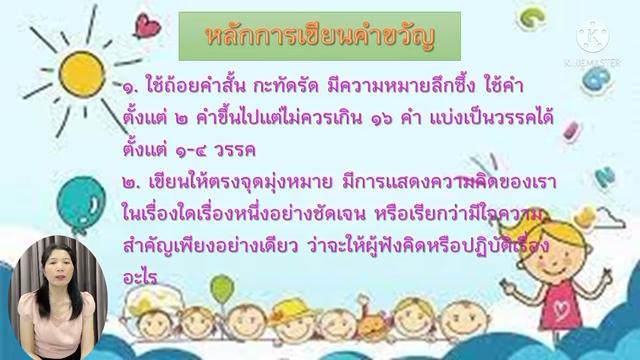 หลักการเขียนคำขวัญ
๑. ใช้ถ้อยคำสั้น กะทัดรัด มีความหมายลึกซึ้ง ใช้คำ
ตั้งแต่ ๒ คำขึ้นไปแต่ไม่ควรเกิน ๑๖ คำ แบ่งเป็นวรรคได้
ตั้งแต่ ๑-๔ วรรค
๒. เขียนให้ตรงจุดมุ่งหมาย มีการแสดงความคิดของเรา
ในเรื่องใดเรื่องหนึ่งอย่างชัดเจน หรือเรียกว่ามีใจความ
สำคัญเพียงอย่างเดียว ว่าจะให้ผู้ฟังคิดหรือปฏิบัติเรื่อง
อะไร
K
KINEMASTER